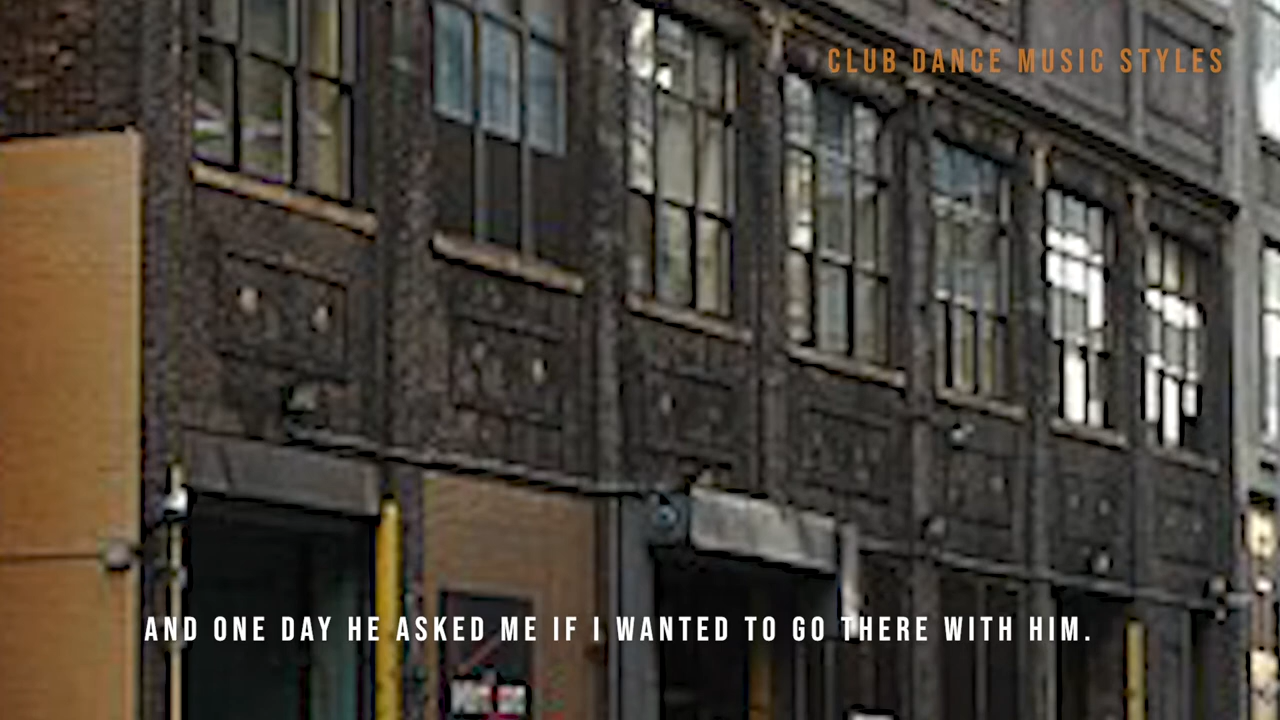 CLUB DANCE MUSIC STYLES
AND ONE DAY HE ASKED ME IF I WANTED TO GO THERE WITH HIM.